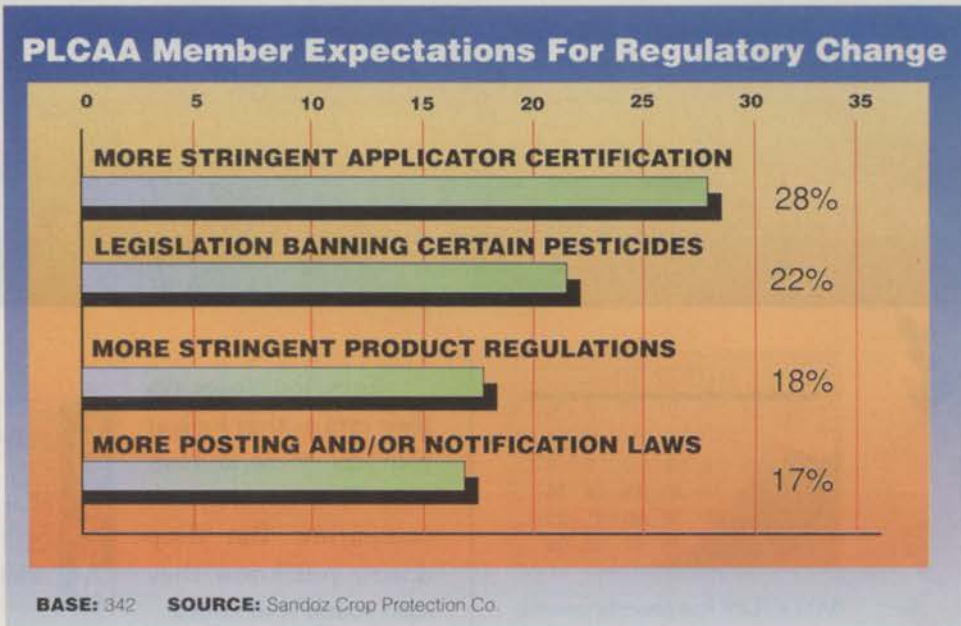 PLCAA Member Expectations For Regulatory Change
0 5 10 15 20 25 30 35
MORE STRINGENT APPLICATOR CERTIFICATION
28%
LEGISLATION BANNING CERTAIN PESTICIDES
22%
MORE STRINGENT PRODUCT REGULATIONS
18%
MORE POSTING AND/OR NOTIFICATION LAWS
17%
BASE: 342 SOURCE: Sandoz Crop Protection Co.